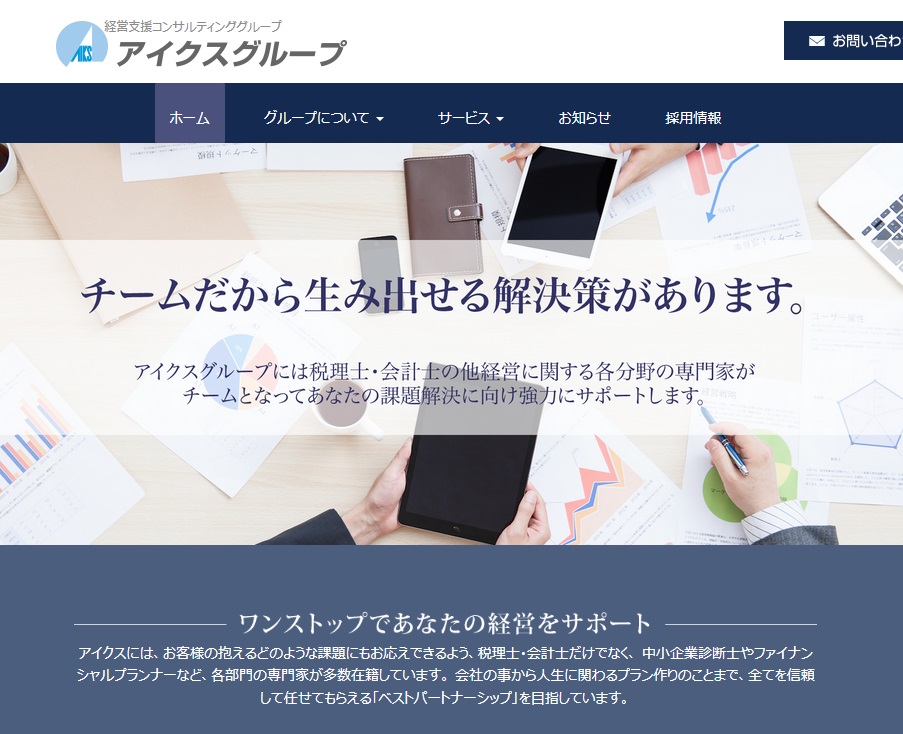 経営支援コンサルティンググループ
AIKS
アイクスグループ
お問い合わ
ホーム
グループについて
サービス
お知らせ
採用情報
チームだから生み出せる解決策があります。
アイクスグループには税理士・会計士の他経営に関する各分野の専門家が
チームとなってあなたの課題解決に向け強力にサポートします。
ワンストップであなたの経営をサポート
アイクスには、お客様の抱えるどのような課題にもお応えできるよう、税理士・会計士だけでなく、中小企業診断士やファイナン
シャルプランナーなど、各部門の専門家が多数在籍しています。会社の事から人生に関わるプラン作りのことまで、全てを信頼
して任せてもらえる「ベストパートナーシップ」を目指しています。